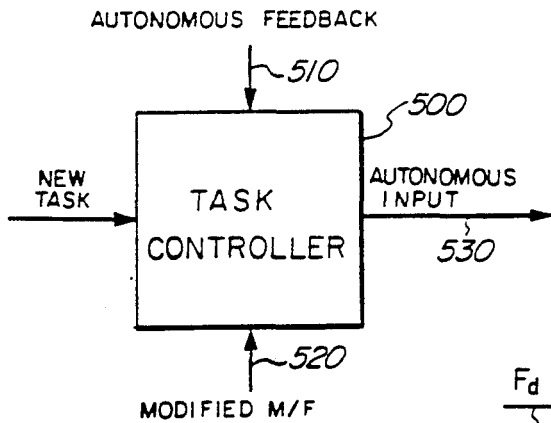 AUTONOMOUS FEEDBACK
510
500
NEW
TASK
TASK
CONTROLLER
AUTONOMOUS
INPUT
530
520
MODIFIED M/F
Fd